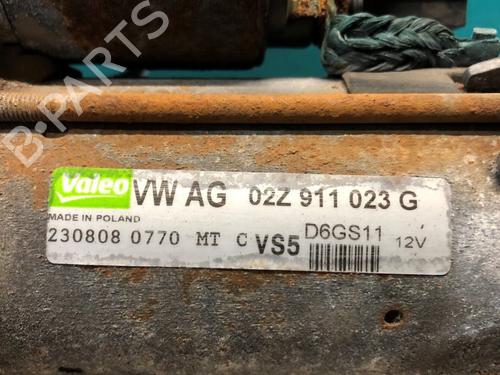 B-PARTS
Valeo VW AG 02Z 911 023 G
MADE IN POLAND
230808 0770 MT C VS5 D6GS11 12V